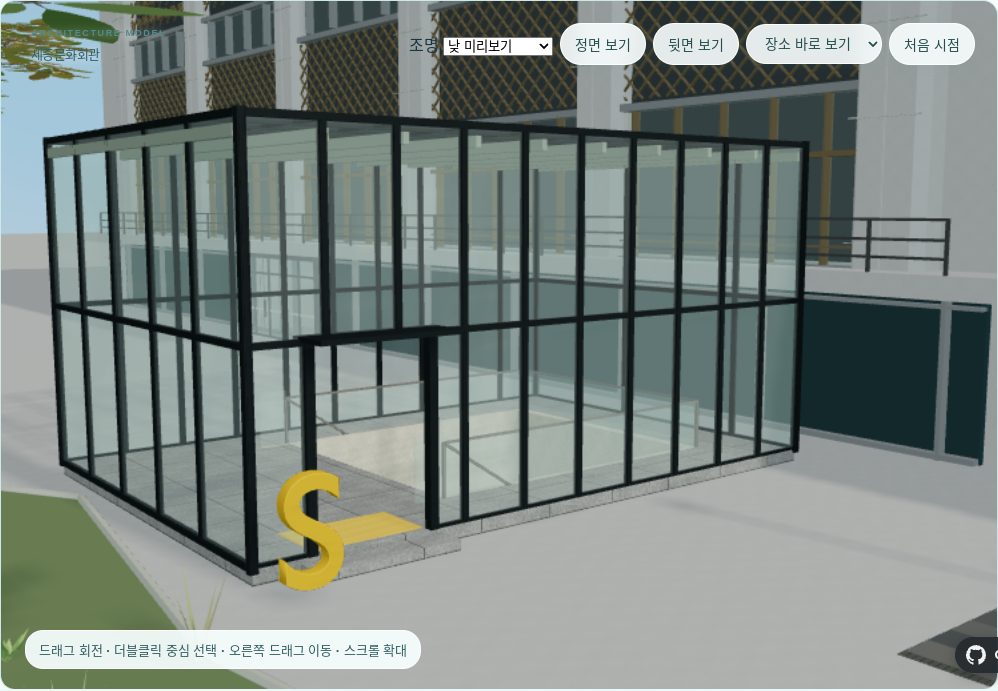 ARCHITECTURE MODEL
세종문화회관
조명 낮 미리보기 정면 보기 뒷면 보기 장소 바로 보기 처음 시점
S
드래그 회전 · 더블클릭 중심 선택 · 오른쪽 드래그 이동 · 스크롤 확대